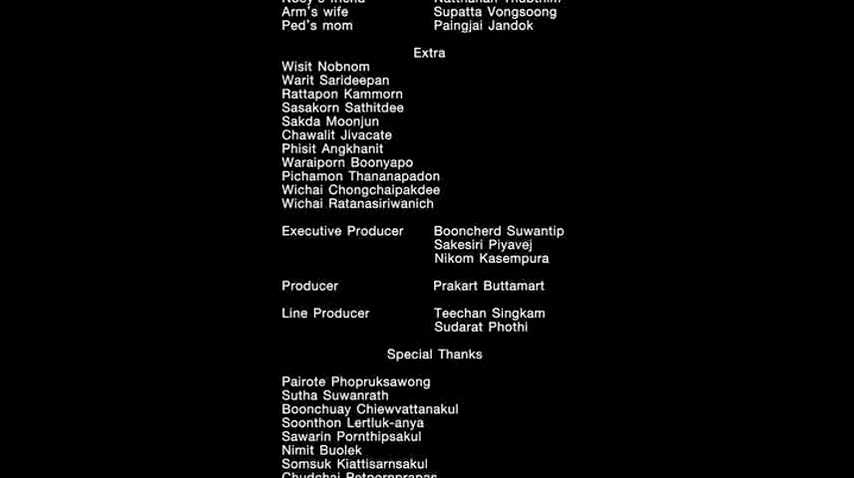 Arm's wife Supatta Vongsoong
Ped's mom Paingjai Jandok
Extra
Wisit Nobnom
Warit Sarideepan
Rattapon Kammorn
Sasakorn Sathitdee
Sakda Moonjun
Chawalit Jivacate
Phisit Angkhanit
Waraiporn Boonyapo
Pichamon Thananapadon
Wichai Chongchaipakdee
Wichai Ratanasiriwanich
Executive Producer Booncherd Suwantip
Sakesiri Piyavej
Nikom Kasempura
Producer Prakart Buttamart
Line Producer Teechan Singkam
Sudarat Phothi
Special Thanks
Pairote Phopruksawong
Sutha Suwanrath
Boonchuay Chiewvattanakul
Soonthon Lertluk-anya
Sawarin Pornthipsakul
Nimit Buolek
Somsuk Kiattisarnsakul